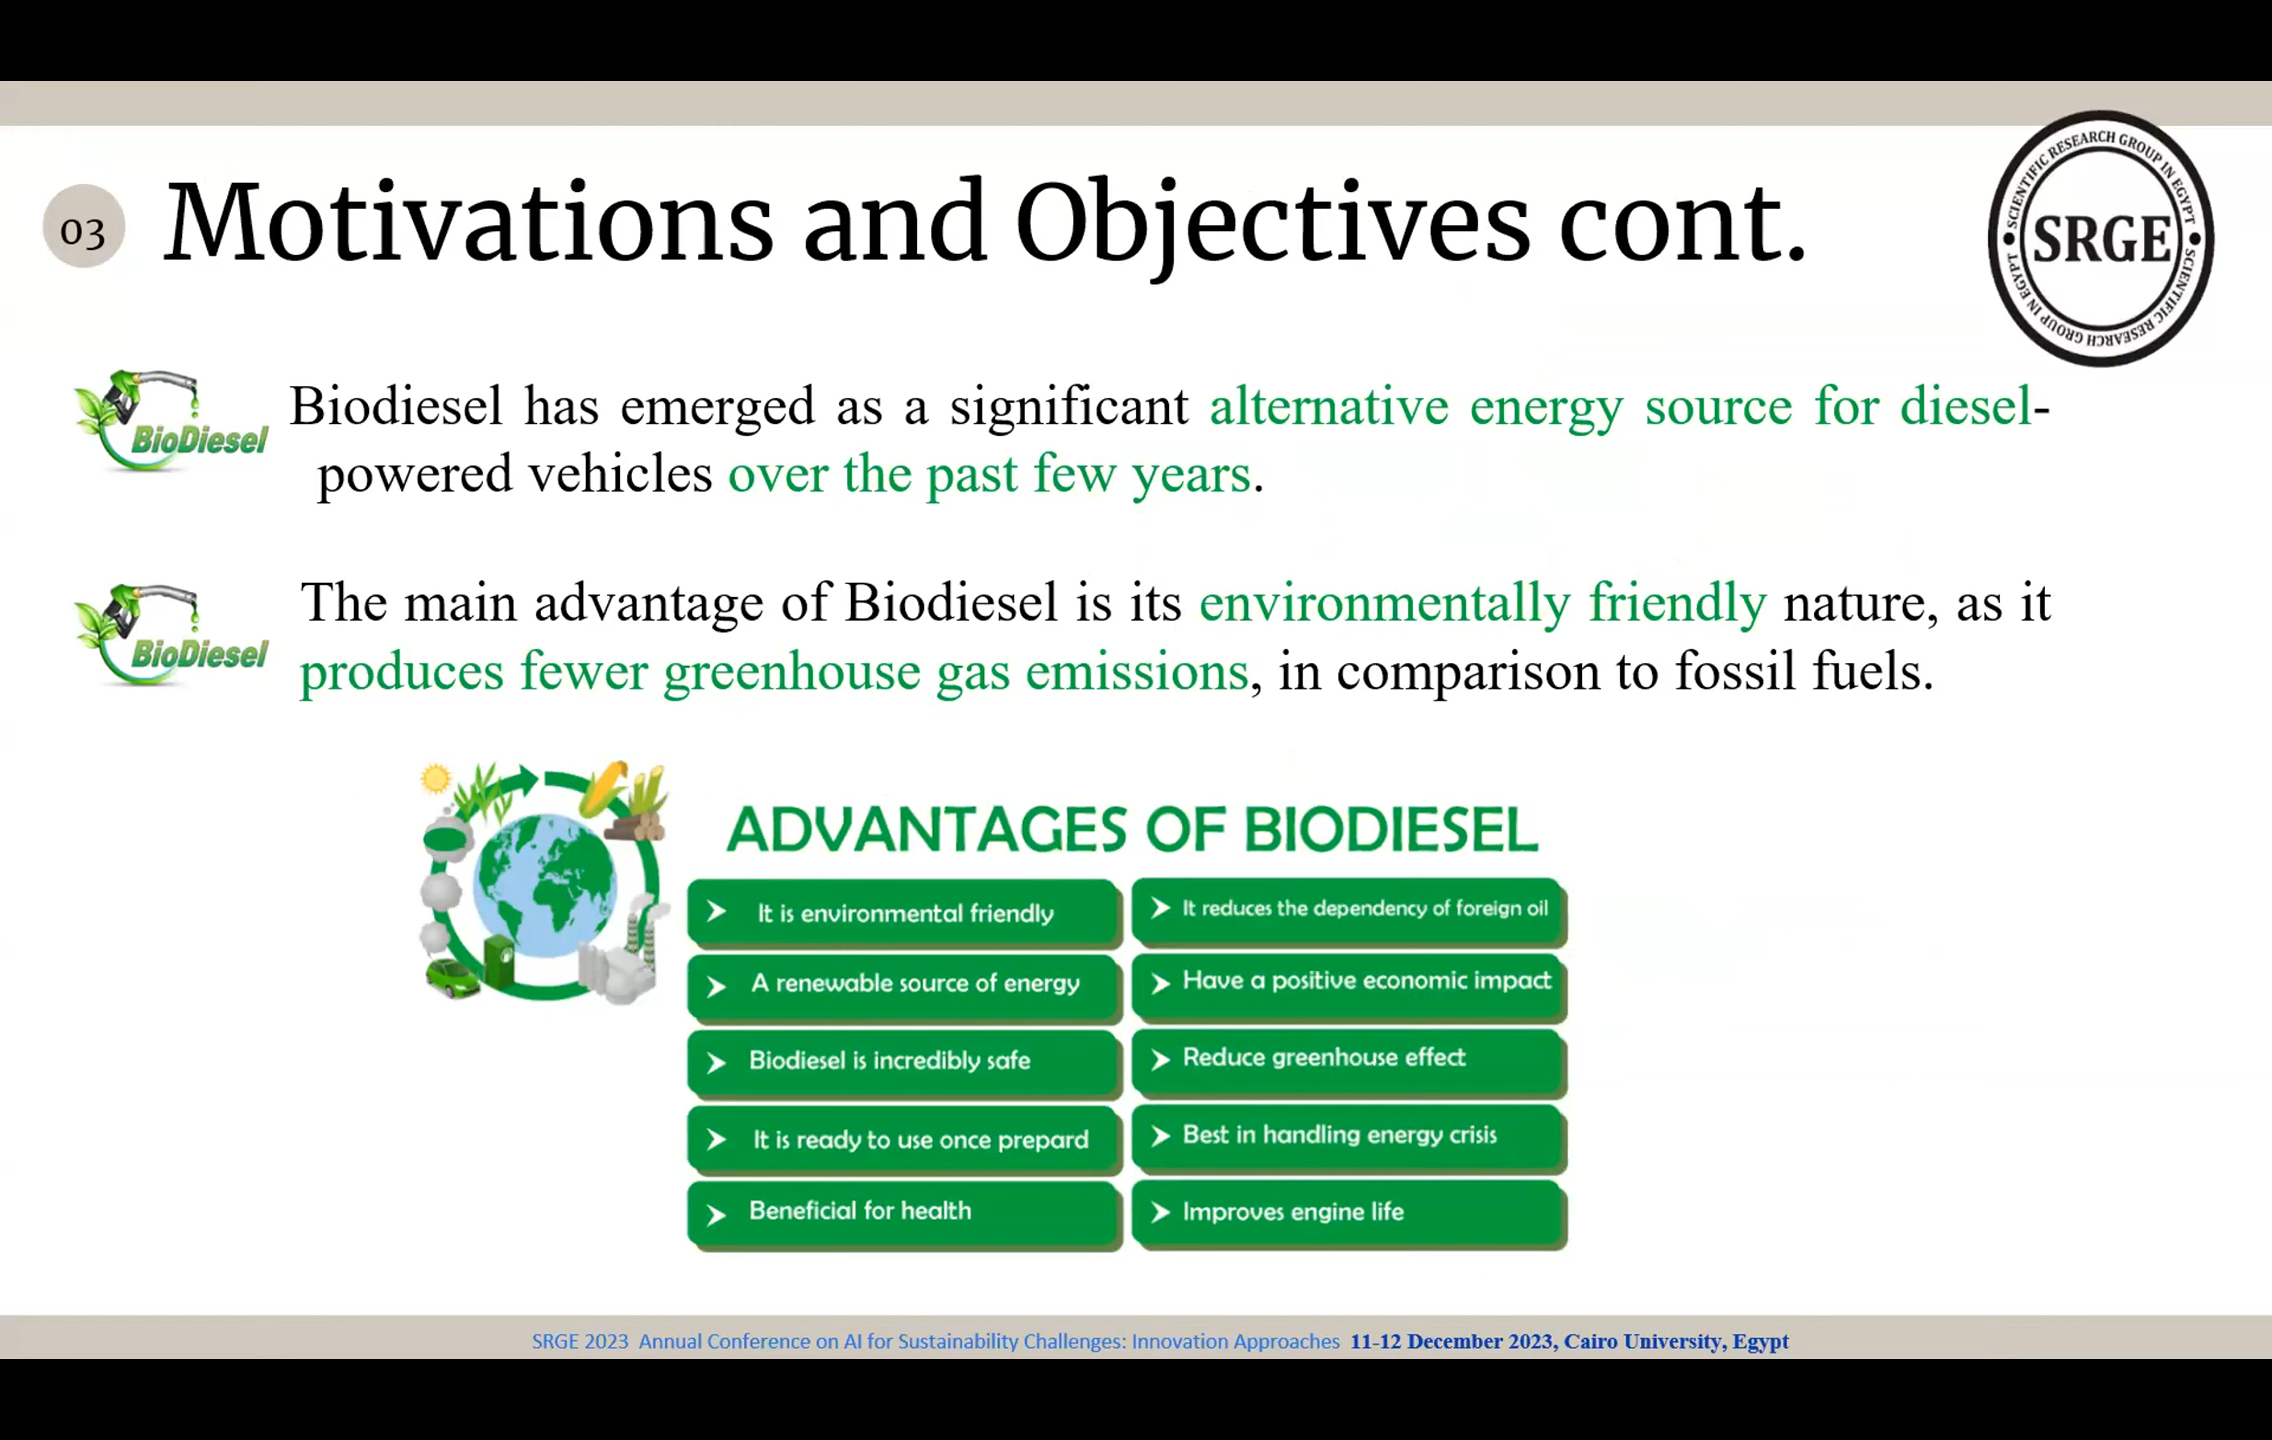 03
Motivations and Objectives cont.
SCIENTIFIC RESEARCH GROUP IN EGYPT
SRGE
SCIENTIFIC RESEARCH GROUP IN EGYPT
BioDiesel
Biodiesel has emerged as a significant alternative energy source for diesel-
powered vehicles over the past few years.
BioDiesel
The main advantage of Biodiesel is its environmentally friendly nature, as it
produces fewer greenhouse gas emissions, in comparison to fossil fuels.
ADVANTAGES OF BIODIESEL
It is environmental friendly
It reduces the dependency of foreign oil
A renewable source of energy
Have a positive economic impact
Biodiesel is incredibly safe
Reduce greenhouse effect
It is ready to use once prepard
Best in handling energy crisis
Beneficial for health
Improves engine life
SRGE 2023 Annual Conference on AI for Sustainability Challenges: Innovation Approaches 11-12 December 2023, Cairo University, Egypt